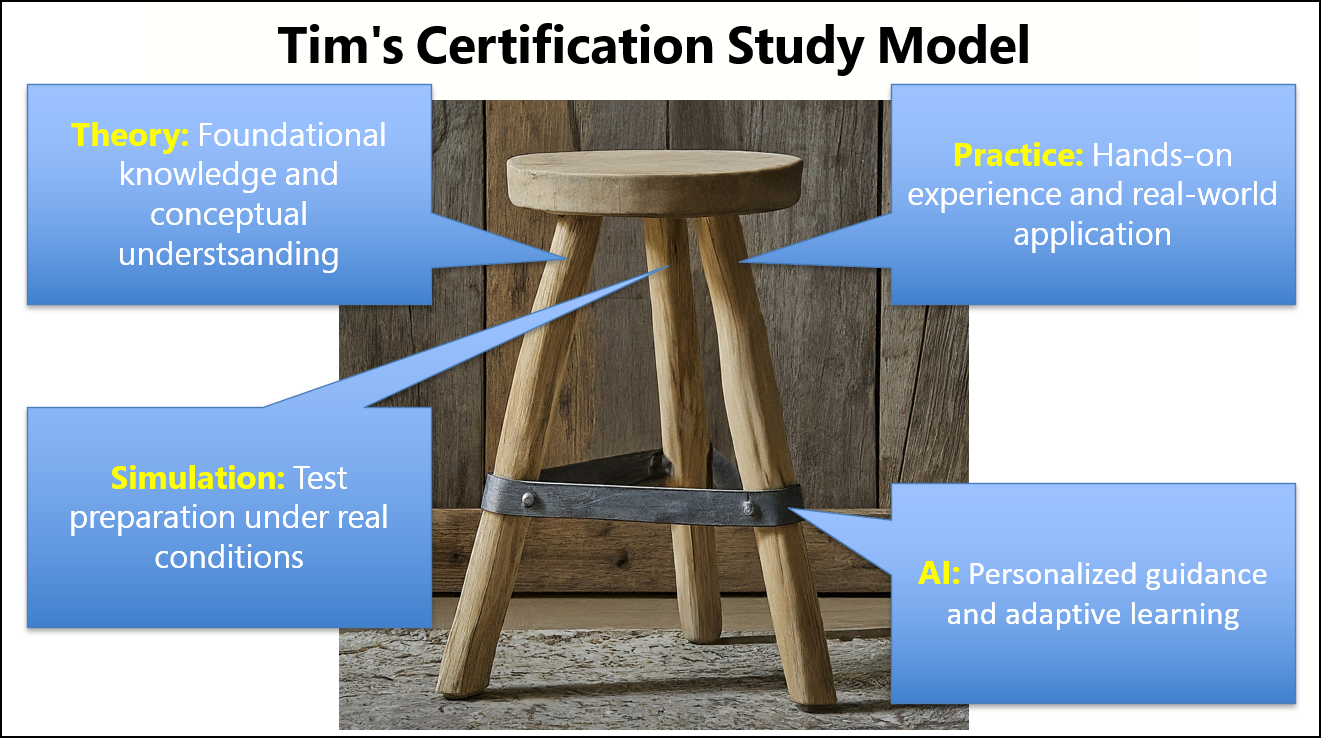 Tim's Certification Study Model
Theory: Foundational
knowledge and
conceptual
understsanding
Practice: Hands-on
experience and real-world
application
Simulation: Test
preparation under real
conditions
AI: Personalized guidance
and adaptive learning